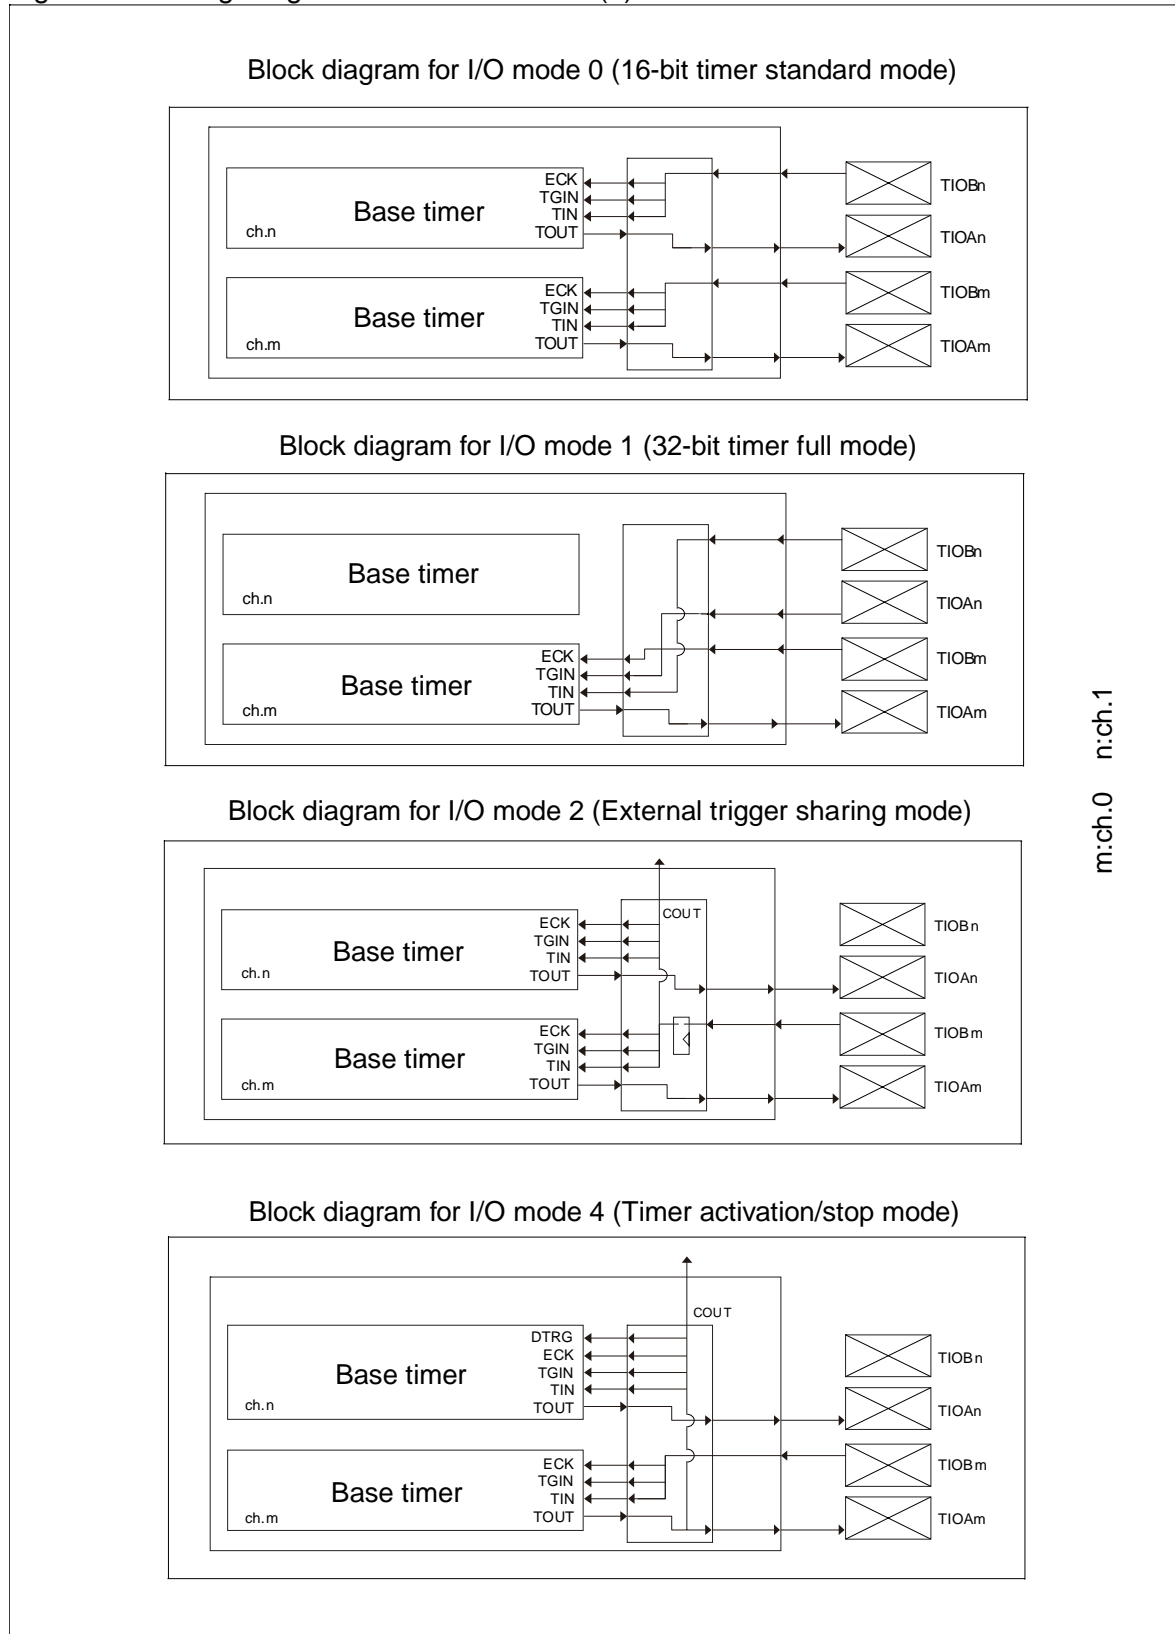 Block diagram for I/O mode 0 (16-bit timer standard mode)
ECK
TGIN
TIN
TOUT
Base timer
ch.n
TIOBn
TIOAn
ECK
TGIN
TIN
TOUT
Base timer
ch.m
TIOBm
TIOAm
Block diagram for I/O mode 1 (32-bit timer full mode)
Base timer
ch.n
TIOBn
TIOAn
ECK
TGIN
TIN
TOUT
Base timer
ch.m
TIOBm
TIOAm
m:ch.0 n:ch.1
Block diagram for I/O mode 2 (External trigger sharing mode)
COUT
ECK
TGIN
TIN
TOUT
Base timer
ch.n
TIOBn
TIOAn
ECK
TGIN
TIN
TOUT
Base timer
ch.m
TIOBm
TIOAm
Block diagram for I/O mode 4 (Timer activation/stop mode)
COUT
DTRG
ECK
TGIN
TIN
TOUT
Base timer
ch.n
TIOBn
TIOAn
ECK
TGIN
TIN
TOUT
Base timer
ch.m
TIOBm
TIOAm